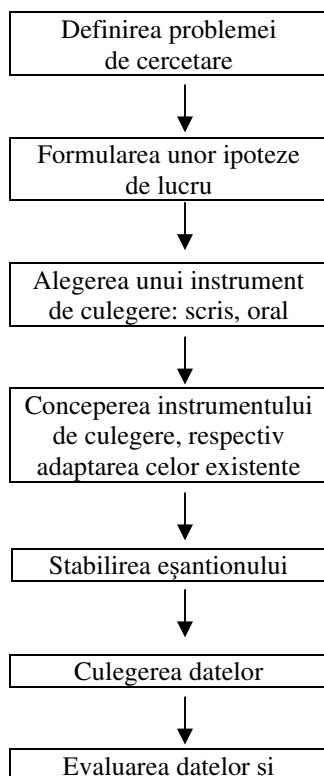 Definirea problemei
de cercetare
Formularea unor ipoteze
de lucru
Alegerea unui instrument
de culegere: scris, oral
Conceperea instrumentului
de culegere, respectiv
adaptarea celor existente
Stabilirea eşantionului
Culegerea datelor
Evaluarea datelor si